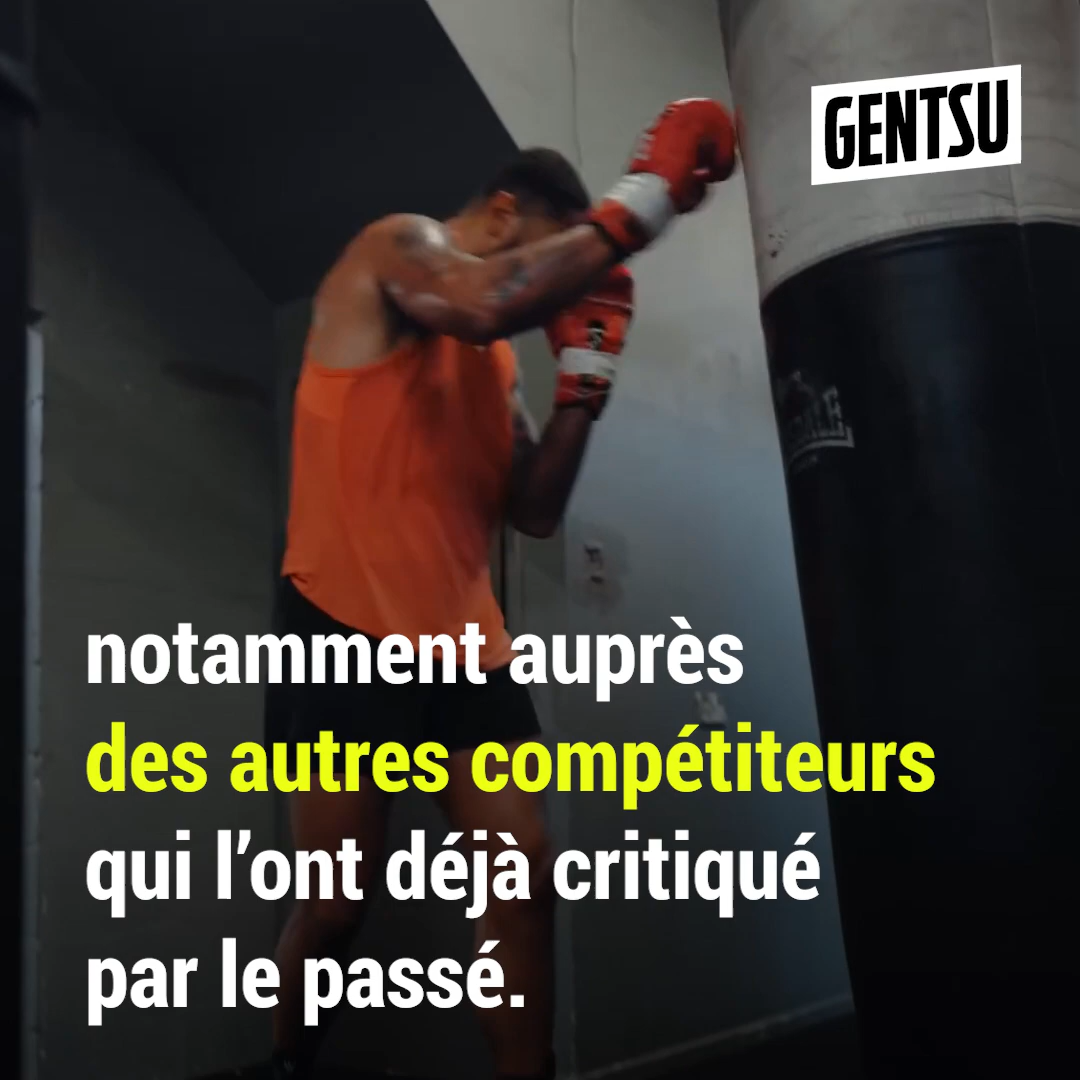 GENTSU
notamment auprès
des autres compétiteurs
qui l’ont déjà critiqué
par le passé.